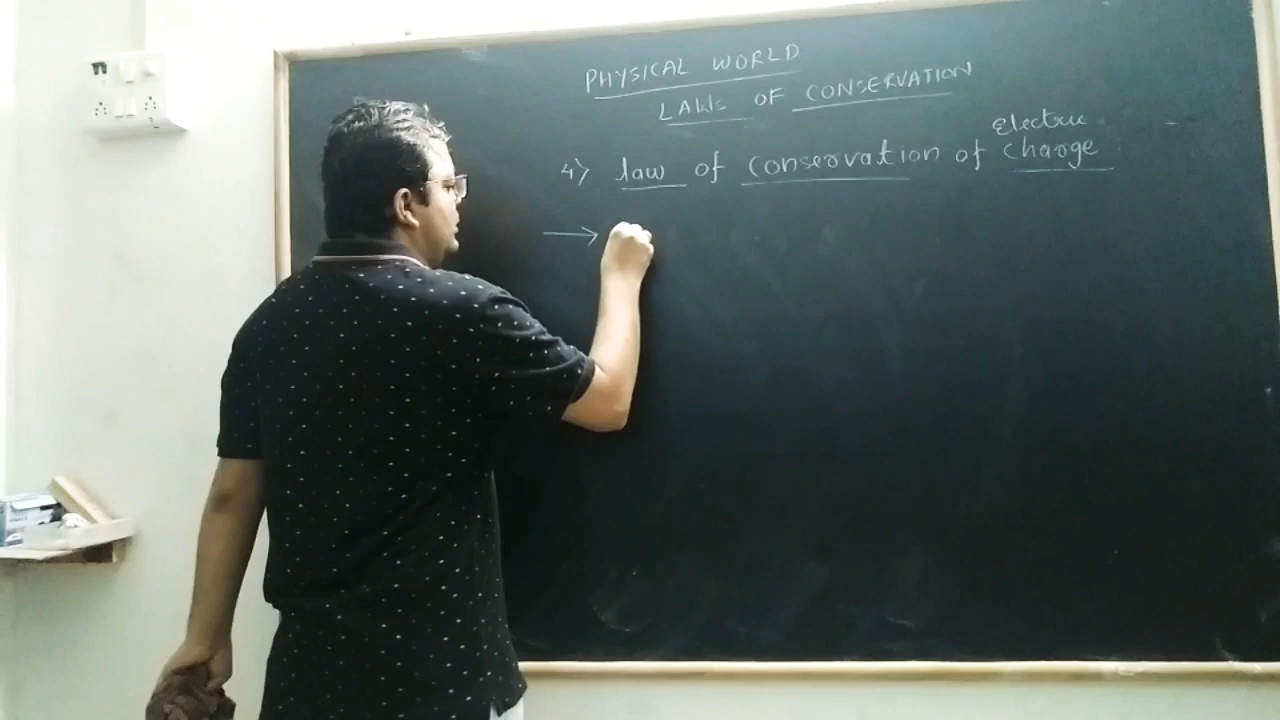 PHYSICAL WORLD
LAWS OF CONSERVATION
Electric
4) law of conservation of charge